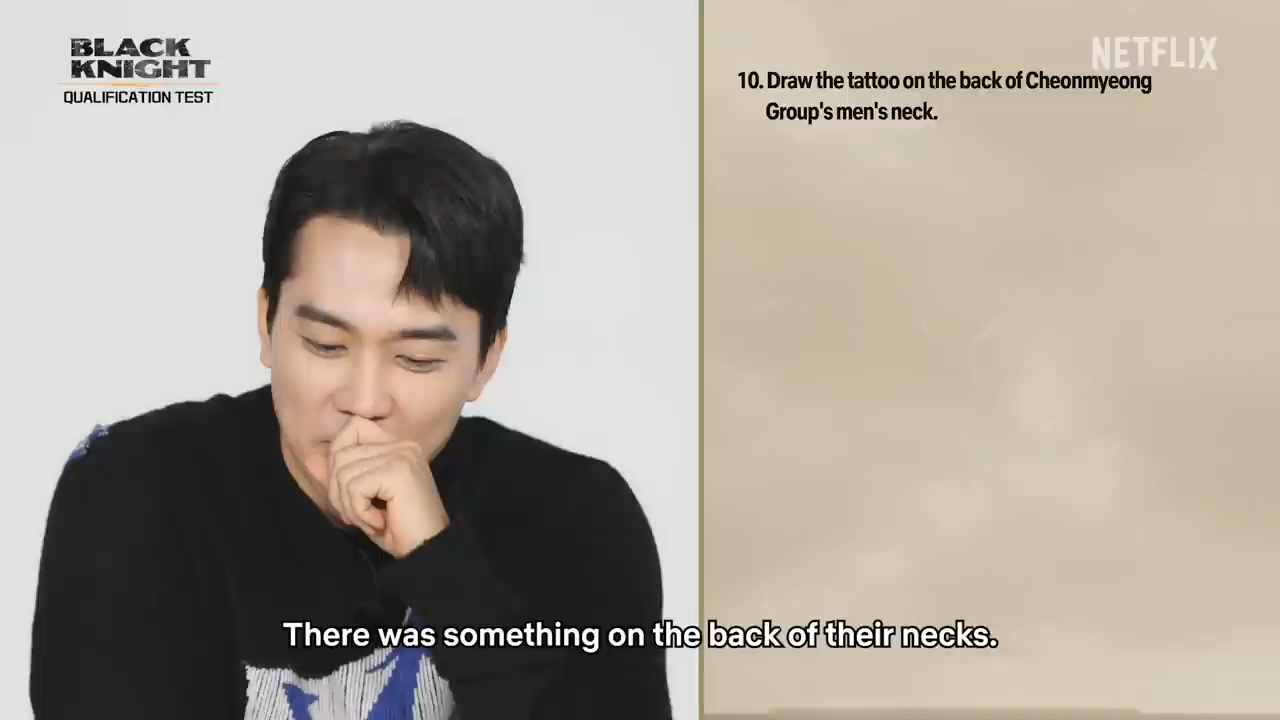 BLACK
KNIGHT
QUALIFICATION TEST
NETFLIX
10. Draw the tattoo on the back of Cheonmyeong
Group's men's neck.
There was something on the back of their necks.